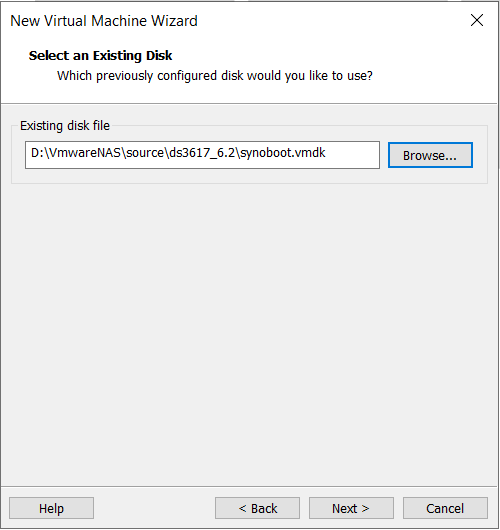 New Virtual Machine Wizard
Select an Existing Disk
Which previously configured disk would you like to use?
Existing disk file
D:\VmwareNAS\source\ds3617_6.2\synoboot.vmdk
Browse...
Help
< Back
Next >
Cancel